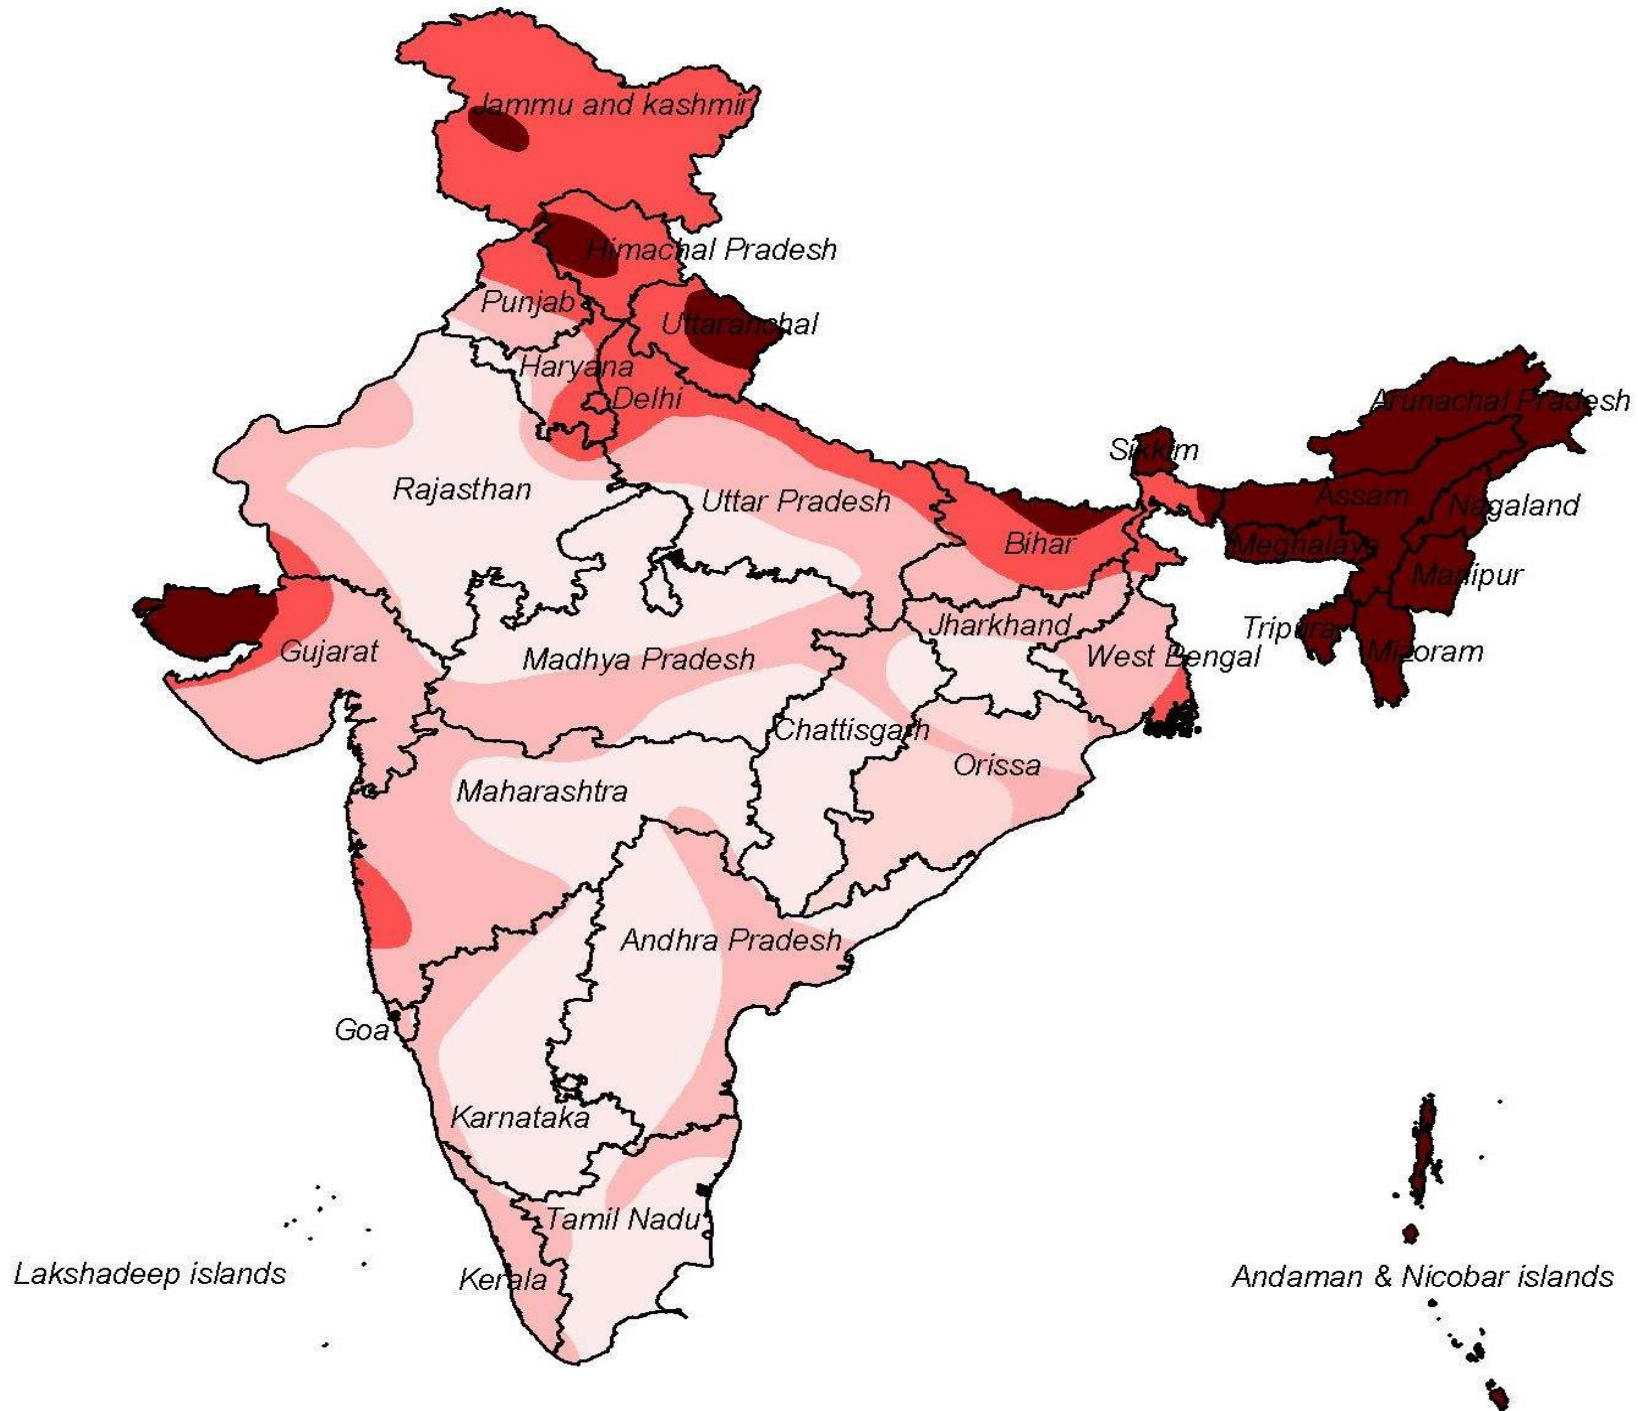 Jammu and kashmir
Himachal Pradesh
Punjab
Uttaranchal
Haryana
Delhi
Arunachal Pradesh
Sikkim
Rajasthan
Uttar Pradesh
Assam
Nagaland
Bihar
Meghalaya
Manipur
Jharkhand
Tripura
Gujarat
Madhya Pradesh
West Bengal
Mizoram
Chattisgarh
Orissa
Maharashtra
Andhra Pradesh
Goa
Karnataka
Tamil Nadu
Lakshadeep islands
Kerala
Andaman & Nicobar islands